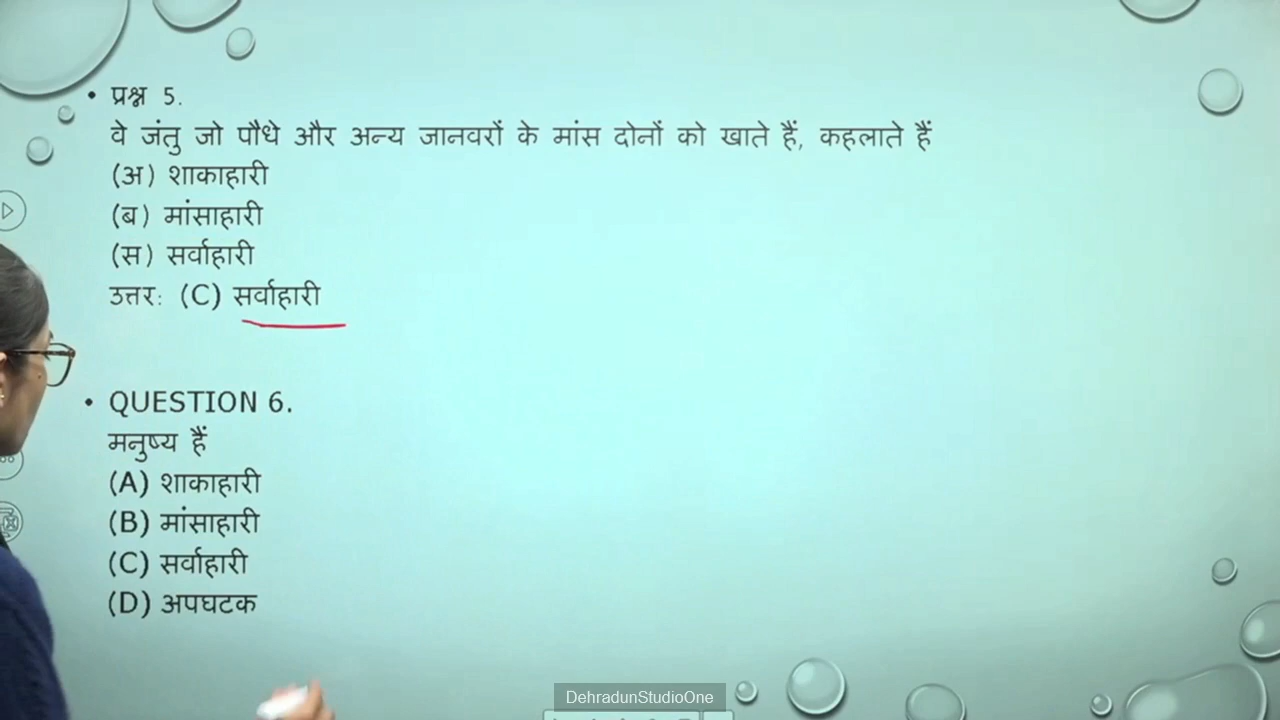 प्रश्न 5.
वे जंतु जो पौधे और अन्य जानवरों के मांस दोनों को खाते हैं, कहलाते हैं
(अ) शाकाहारी
(ब) मांसाहारी
(स) सर्वाहारी
उत्तर: (C) सर्वाहारी
QUESTION 6.
मनुष्य हैं
(A) शाकाहारी
(B) मांसाहारी
(C) सर्वाहारी
(D) अपघटक
DehradunStudioOne